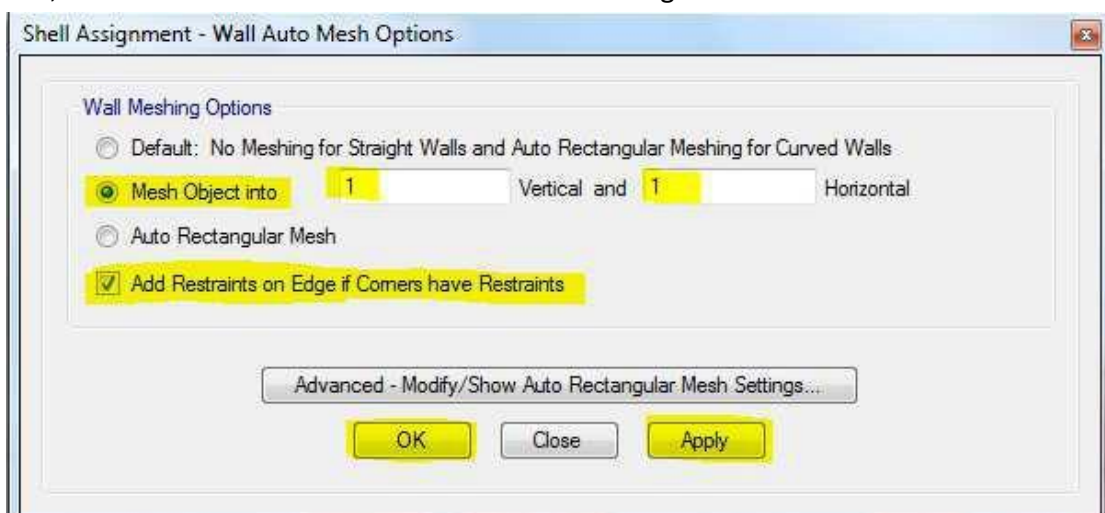 Shell Assignment - Wall Auto Mesh Options
Wall Meshing Options
Default: No Meshing for Straight Walls and Auto Rectangular Meshing for Curved Walls
Mesh Object into 1 Vertical and 1 Horizontal
Auto Rectangular Mesh
Add Restraints on Edge if Corners have Restraints
Advanced - Modify/Show Auto Rectangular Mesh Settings...
OK Close Apply